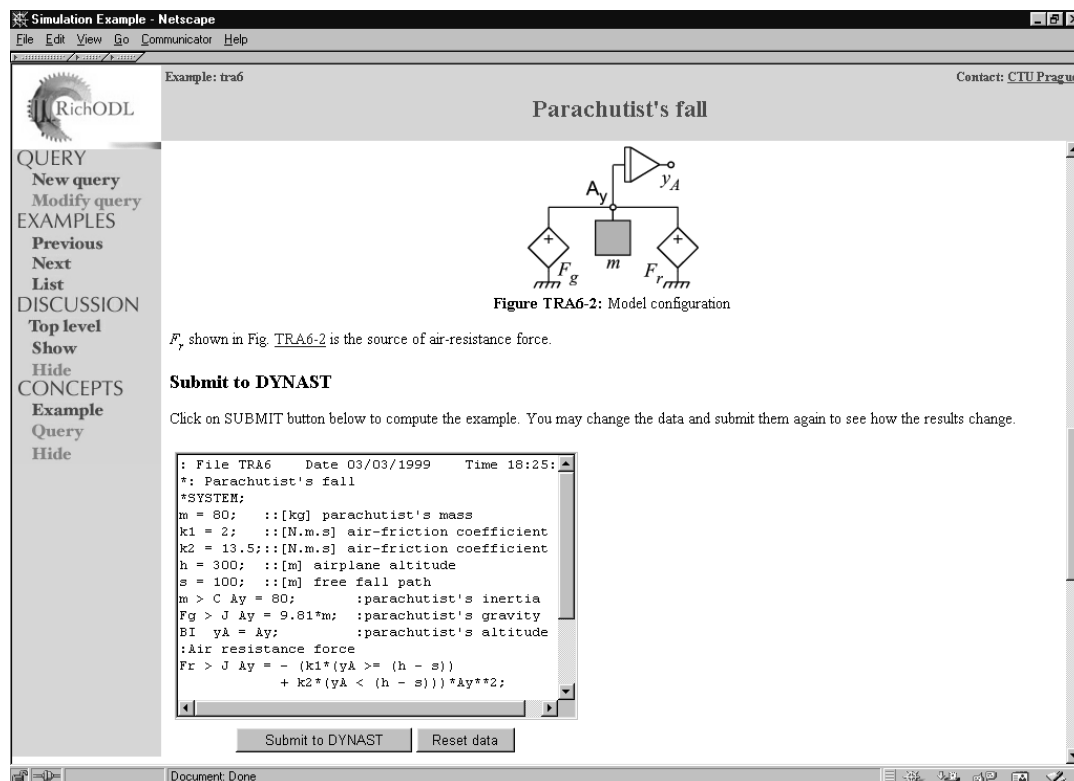 Simulation Example - Netscape
File Edit View Go Communicator Help
RichODL
Example: tra6
Contact: CTU Prague
Parachutist's fall
QUERY
New query
Modify query
EXAMPLES
Previous
Next
List
DISCUSSION
Top level
Show
Hide
CONCEPTS
Example
Query
Hide
y_A
A_y
F_g
m
F_r
Figure TRA6-2: Model configuration
F_r shown in Fig. TRA6-2 is the source of air-resistance force.
Submit to DYNAST
Click on SUBMIT button below to compute the example. You may change the data and submit them again to see how the results change.
: File TRA6 Date 03/03/1999 Time 18:25:
*: Parachutist's fall
*SYSTEM;
m = 80; ::[kg] parachutist's mass
k1 = 2; ::[N.m.s] air-friction coefficient
k2 = 13.5;::[N.m.s] air-friction coefficient
h = 300; ::[m] airplane altitude
s = 100; ::[m] free fall path
m > C Ay = 80; :parachutist's inertia
Fg > J Ay = 9.81*m; :parachutist's gravity
BI yA = Ay; :parachutist's altitude
:Air resistance force
Fr > J Ay = - (k1*(yA >= (h - s))
+ k2*(yA < (h - s)))*Ay**2;
Submit to DYNAST
Reset data
Document: Done